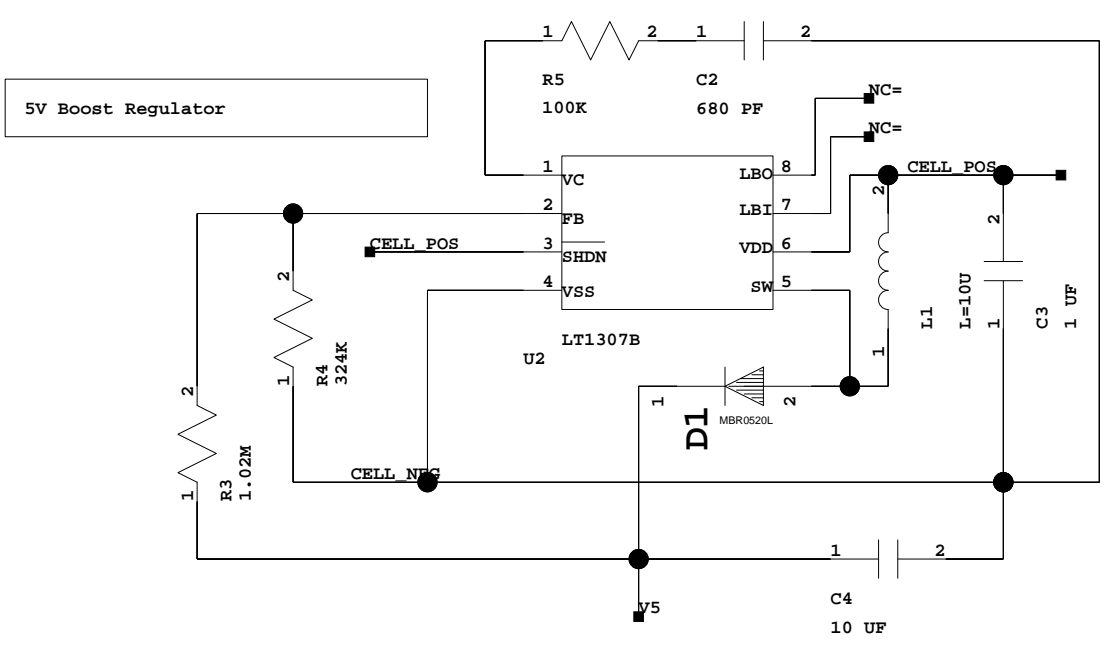 1 2 1 2
R5 C2
100K 680 PF
5V Boost Regulator
NC=
NC=
1 VC LBO 8
2 FB LBI 7
CELL_POS 3 SHDN VDD 6
4 VSS SW 5
LT1307B
U2
CELL_POS
2
1
L1
L=10U
2
1
C3
1 UF
2
1
R4
324K
2
1
R3
1.02M
1 2
D1
MBR0520L
CELL_NEG
1 2
C4
10 UF
V5